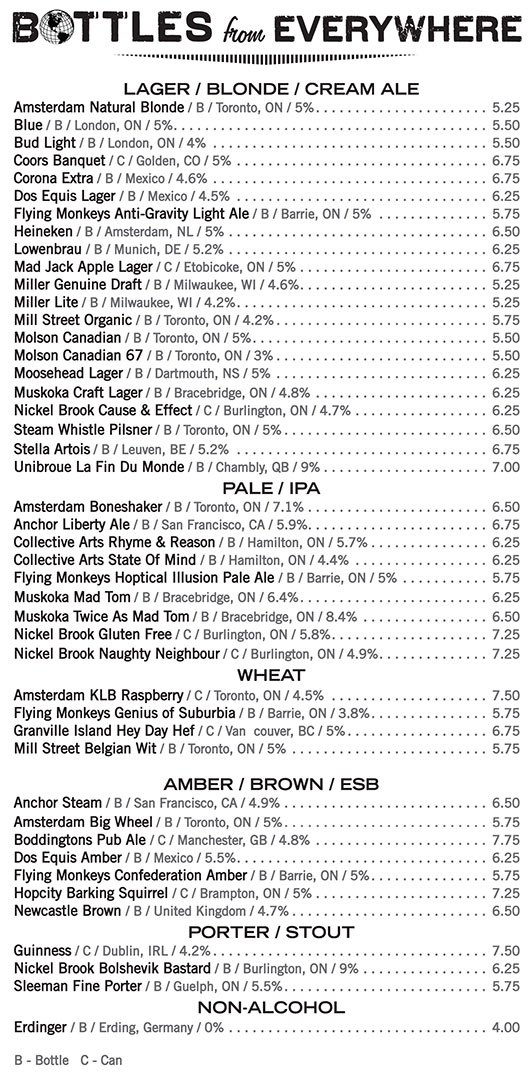 BOTTLES from EVERYWHERE
LAGER / BLONDE / CREAM ALE
Amsterdam Natural Blonde / B / Toronto, ON / 5% 5.25
Blue / B / London, ON / 5% 5.50
Bud Light / B / London, ON / 4% 5.50
Coors Banquet / C / Golden, CO / 5% 6.75
Corona Extra / B / Mexico / 4.6% 6.75
Dos Equis Lager / B / Mexico / 4.5% 6.25
Flying Monkeys Anti-Gravity Light Ale / B / Barrie, ON / 5% 5.75
Heineken / B / Amsterdam, NL / 5% 6.50
Lowenbrau / B / Munich, DE / 5.2% 6.25
Mad Jack Apple Lager / C / Etobicoke, ON / 5% 6.75
Miller Genuine Draft / B / Milwaukee, WI / 4.6% 5.25
Miller Lite / B / Milwaukee, WI / 4.2% 5.25
Mill Street Organic / B / Toronto, ON / 4.2% 5.75
Molson Canadian / B / Toronto, ON / 5% 5.50
Molson Canadian 67 / B / Toronto, ON / 3% 5.50
Moosehead Lager / B / Dartmouth, NS / 5% 6.25
Muskoka Craft Lager / B / Bracebridge, ON / 4.8% 6.25
Nickel Brook Cause & Effect / C / Burlington, ON / 4.7% 6.25
Steam Whistle Pilsner / B / Toronto, ON / 5% 6.50
Stella Artois / B / Leuven, BE / 5.2% 6.75
Unibroue La Fin Du Monde / B / Chambly, QB / 9% 7.00
PALE / IPA
Amsterdam Boneshaker / B / Toronto, ON / 7.1% 6.50
Anchor Liberty Ale / B / San Francisco, CA / 5.9% 6.75
Collective Arts Rhyme & Reason / B / Hamilton, ON / 5.7% 6.25
Collective Arts State Of Mind / B / Hamilton, ON / 4.4% 6.25
Flying Monkeys Hoptical Illusion Pale Ale / B / Barrie, ON / 5% 5.75
Muskoka Mad Tom / B / Bracebridge, ON / 6.4% 6.25
Muskoka Twice As Mad Tom / B / Bracebridge, ON / 8.4% 6.50
Nickel Brook Gluten Free / C / Burlington, ON / 5.8% 7.25
Nickel Brook Naughty Neighbour / C / Burlington, ON / 4.9% 7.25
WHEAT
Amsterdam KLB Raspberry / C / Toronto, ON / 4.5% 7.50
Flying Monkeys Genius of Suburbia / B / Barrie, ON / 3.8% 5.75
Granville Island Hey Day Hef / C / Van couver, BC / 5% 6.75
Mill Street Belgian Wit / B / Toronto, ON / 5% 5.75
AMBER / BROWN / ESB
Anchor Steam / B / San Francisco, CA / 4.9% 6.50
Amsterdam Big Wheel / B / Toronto, ON / 5% 5.75
Boddingtons Pub Ale / C / Manchester, GB / 4.8% 7.75
Dos Equis Amber / B / Mexico / 5.5% 6.25
Flying Monkeys Confederation Amber / B / Barrie, ON / 5% 5.75
Hopcity Barking Squirrel / C / Brampton, ON / 5% 7.25
Newcastle Brown / B / United Kingdom / 4.7% 6.50
PORTER / STOUT
Guinness / C / Dublin, IRL / 4.2% 7.50
Nickel Brook Bolshevik Bastard / B / Burlington, ON / 9% 6.25
Sleeman Fine Porter / B / Guelph, ON / 5.5% 5.75
NON-ALCOHOL
Erdinger / B / Erding, Germany / 0% 4.00
B - Bottle C - Can